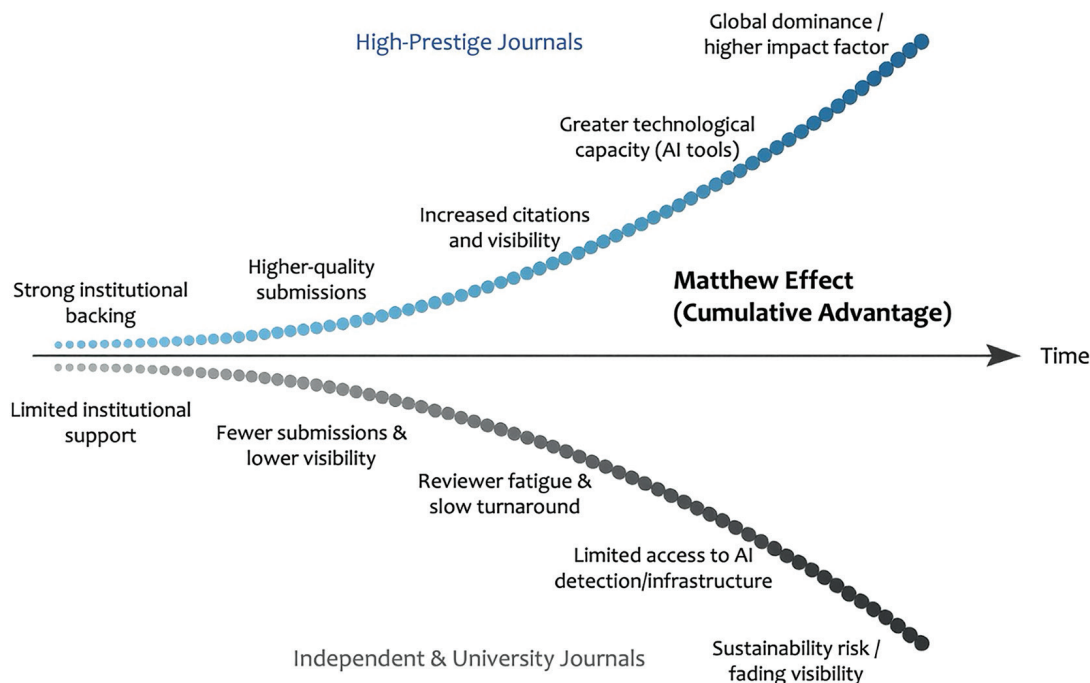 High-Prestige Journals
Global dominance /
higher impact factor
Greater technological
capacity (AI tools)
Increased citations
and visibility
Higher-quality
submissions
Strong institutional
backing
Matthew Effect
(Cumulative Advantage)
Time
Limited institutional
support
Fewer submissions &
lower visibility
Reviewer fatigue &
slow turnaround
Limited access to AI
detection/infrastructure
Sustainability risk /
fading visibility
Independent & University Journals